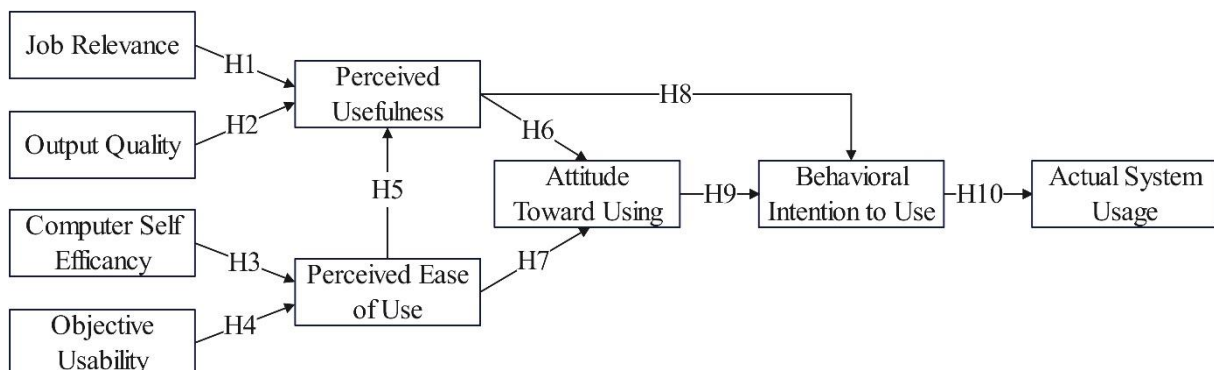 Job Relevance
H1
Output Quality
H2
Perceived
Usefulness
H8
H6
H5
Computer Self
Efficancy
H3
Objective
Usability
H4
Perceived Ease
of Use
H7
Attitude
Toward Using
H9
Behavioral
Intention to Use
H10
Actual System
Usage